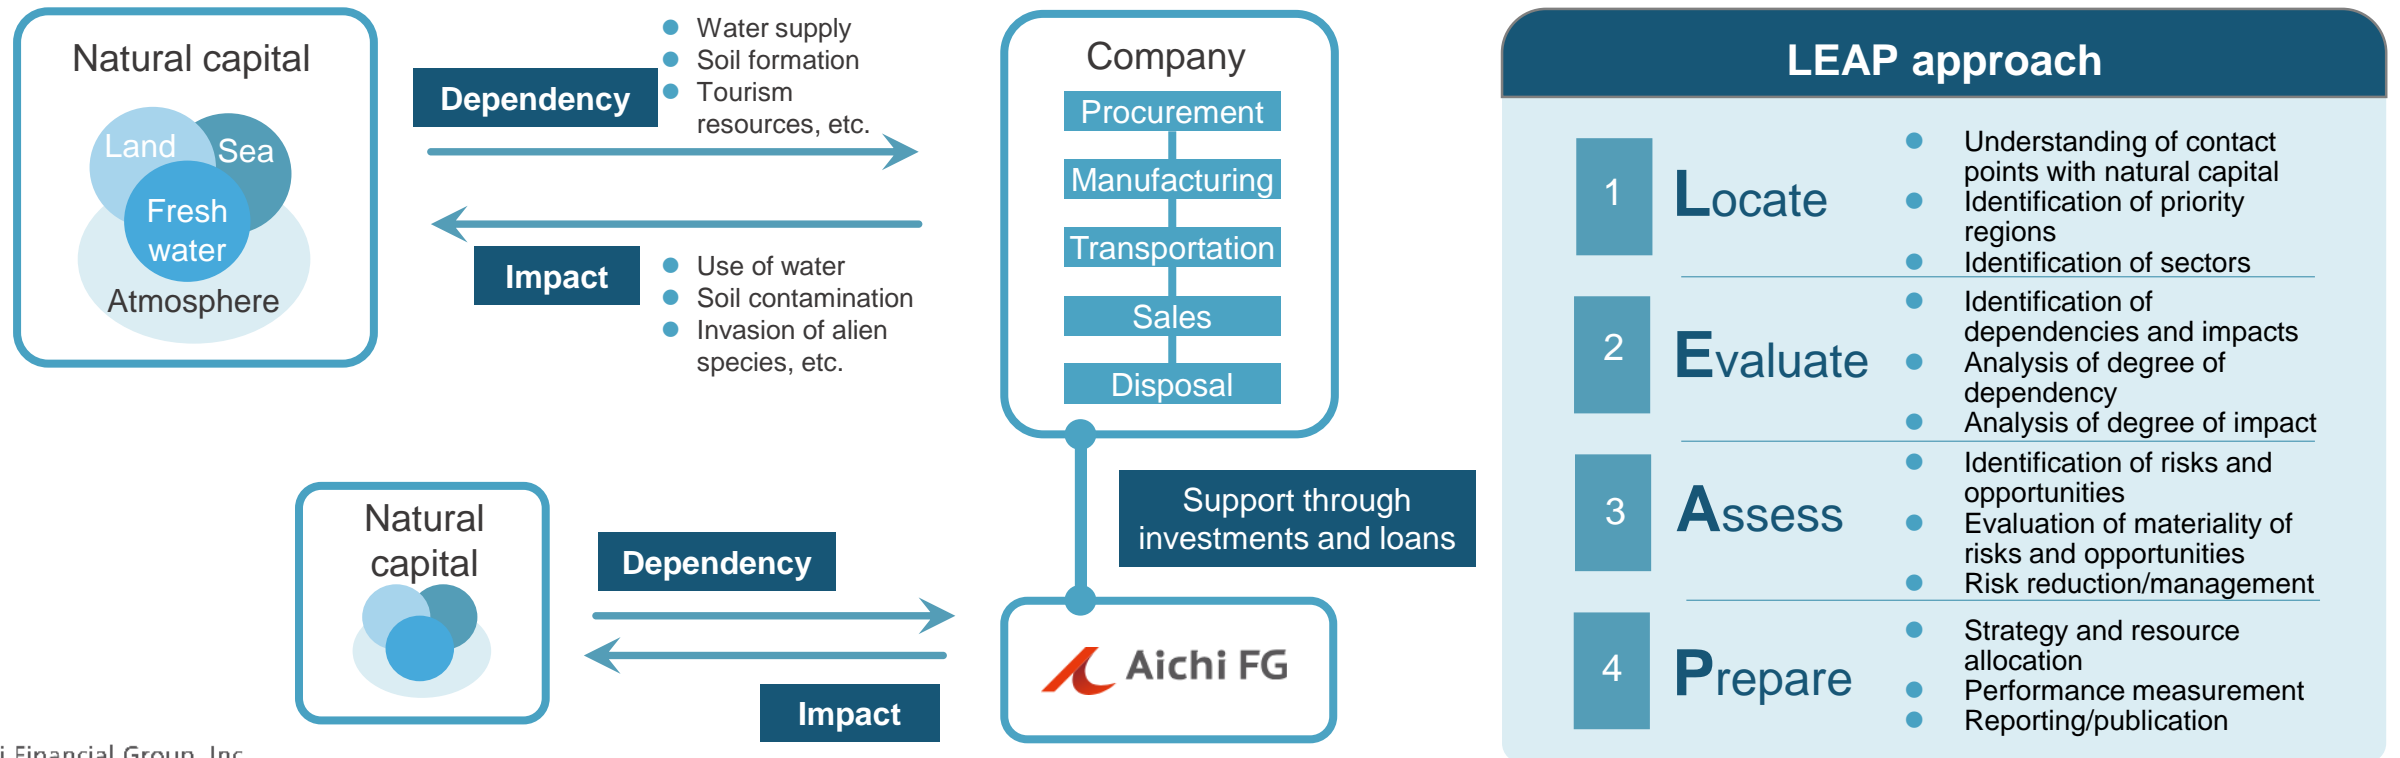 Natural capital
Land
Sea
Fresh
water
Atmosphere
Dependency
Water supply
Soil formation
Tourism
resources, etc.
Impact
Use of water
Soil contamination
Invasion of alien
species, etc.
Company
Procurement
Manufacturing
Transportation
Sales
Disposal
Support through
investments and loans
Natural
capital
Dependency
Impact
Aichi FG
LEAP approach
1
Locate
Understanding of contact
points with natural capital
Identification of priority
regions
Identification of sectors
2
Evaluate
Identification of
dependencies and impacts
Analysis of degree of
dependency
Analysis of degree of impact
3
Assess
Identification of risks and
opportunities
Evaluation of materiality of
risks and opportunities
Risk reduction/management
4
Prepare
Strategy and resource
allocation
Performance measurement
Reporting/publication
i Financial Group, Inc